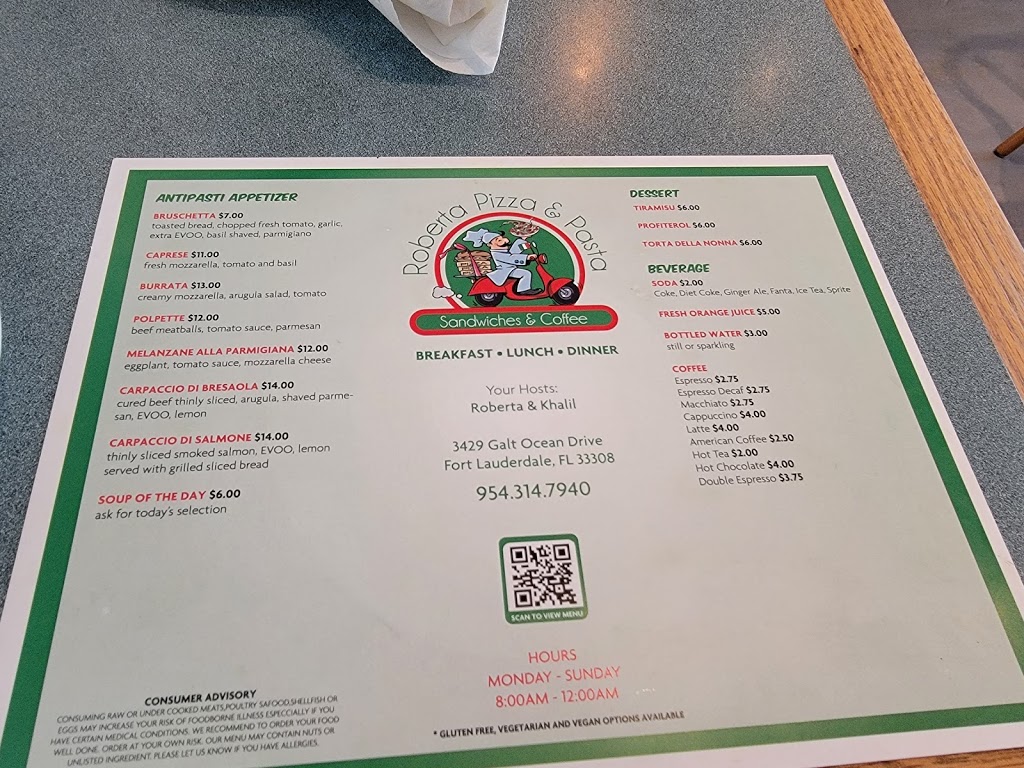 ANTIPASTI APPETIZER
BRUSCHETTA $7.00
toasted bread, chopped fresh tomato, garlic,
extra EVOO, basil shaved, parmigiano
CAPRESE $11.00
fresh mozzarella, tomato and basil
BURRATA $13.00
creamy mozzarella, arugula salad, tomato
POLPETTE $12.00
beef meatballs, tomato sauce, parmesan
MELANZANE ALLA PARMIGIANA $12.00
eggplant, tomato sauce, mozzarella cheese
CARPACCIO DI BRESAOLA $14.00
cured beef thinly sliced, arugula, shaved parme-
san, EVOO, lemon
CARPACCIO DI SALMONE $14.00
thinly sliced smoked salmon, EVOO, lemon
served with grilled sliced bread
SOUP OF THE DAY $6.00
ask for today's selection
CONSUMER ADVISORY
CONSUMING RAW OR UNDER COOKED MEATS,POULTRY SAFOOD,SHELLFISH OR
EGGS MAY INCREASE YOUR RISK OF FOODBORNE ILLNESS ESPECCIALLY IF YOU
HAVE CERTAIN MEDICAL CONDITIONS. WE RECOMMEND TO ORDER YOUR FOOD
WELL DONE. ORDER AT YOUR OWN RISK. OUR MENU MAY CONTAIN NUTS OR
UNLISTED INGREDIENT. PLEASE LET US KNOW IF YOU HAVE ALLERGIES.
Roberta Pizza & Pasta
Sandwiches & Coffee
BREAKFAST • LUNCH • DINNER
Your Hosts:
Roberta & Khalil
3429 Galt Ocean Drive
Fort Lauderdale, FL 33308
954.314.7940
SCAN TO VIEW MENU
HOURS
MONDAY - SUNDAY
8:00AM - 12:00AM
* GLUTEN FREE, VEGETARIAN AND VEGAN OPTIONS AVAILABLE
DESSERT
TIRAMISU $6.00
PROFITEROL $6.00
TORTA DELLA NONNA $6.00
BEVERAGE
SODA $2.00
Coke, Diet Coke, Ginger Ale, Fanta, Ice Tea, Sprite
FRESH ORANGE JUICE $5.00
BOTTLED WATER $3.00
still or sparkling
COFFEE
Espresso $2.75
Espresso Decaf $2.75
Macchiato $2.75
Cappuccino $4.00
Latte $4.00
American Coffee $2.50
Hot Tea $2.00
Hot Chocolate $4.00
Double Espresso $3.75